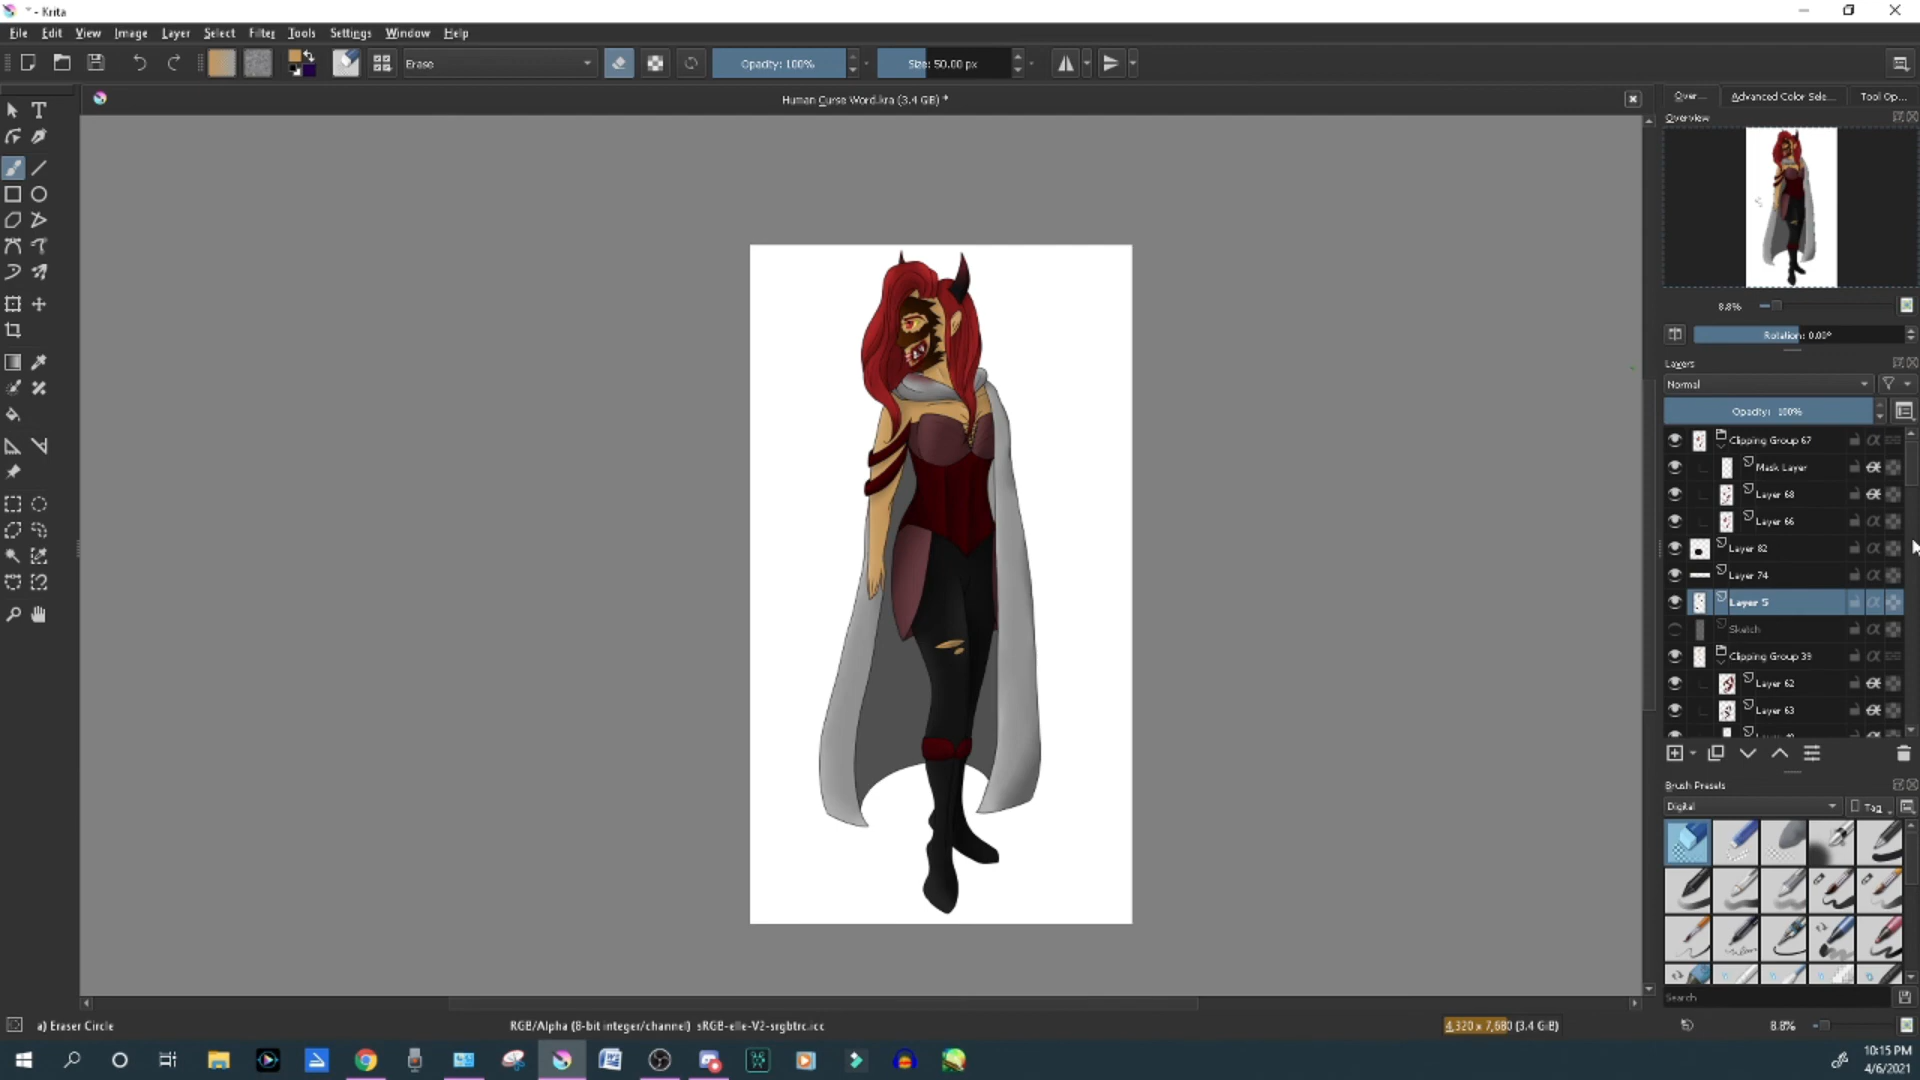 * - Krita
File Edit View Image Layer Select Filter Tools Settings Window Help
Erase
Opacity: 100%
Size: 50.00 px
Human Curse Word.kra (3.4 GiB) *
Over... Advanced Color Sele... Tool Op...
Overview
8.8%
Rotation: 0.00°
Layers
Normal
Opacity: 100%
Clipping Group 67
Mask Layer
Layer 68
Layer 66
Layer 82
Layer 74
Layer 5
Sketch
Clipping Group 39
Layer 62
Layer 63
Brush Presets
Digital
Tag
Search
a) Eraser Circle
RGB/Alpha (8-bit integer/channel) sRGB-elle-V2-srgbtrc.icc
4,320 x 7,680 (3.4 GiB)
8.8%
10:15 PM
4/6/2021